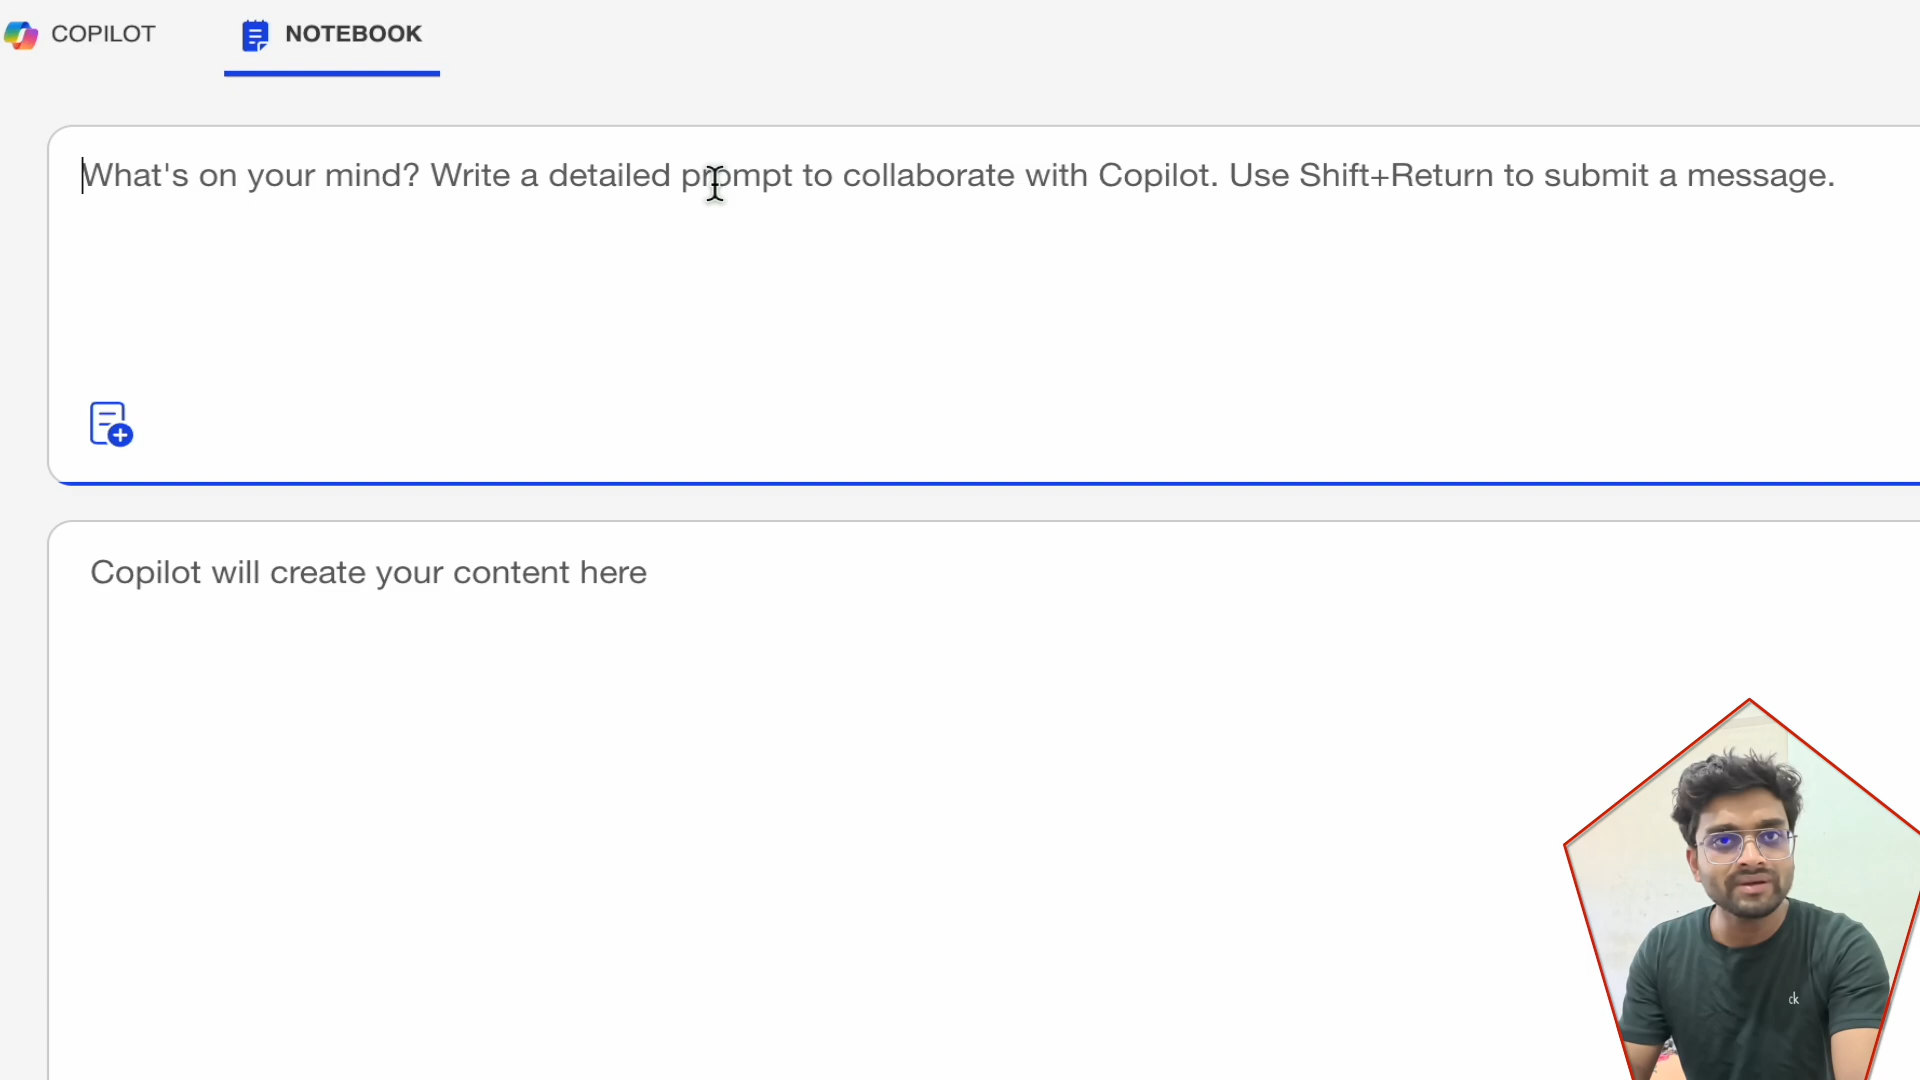 COPILOT
NOTEBOOK
What's on your mind? Write a detailed prompt to collaborate with Copilot. Use Shift+Return to submit a message.
Copilot will create your content here
ck